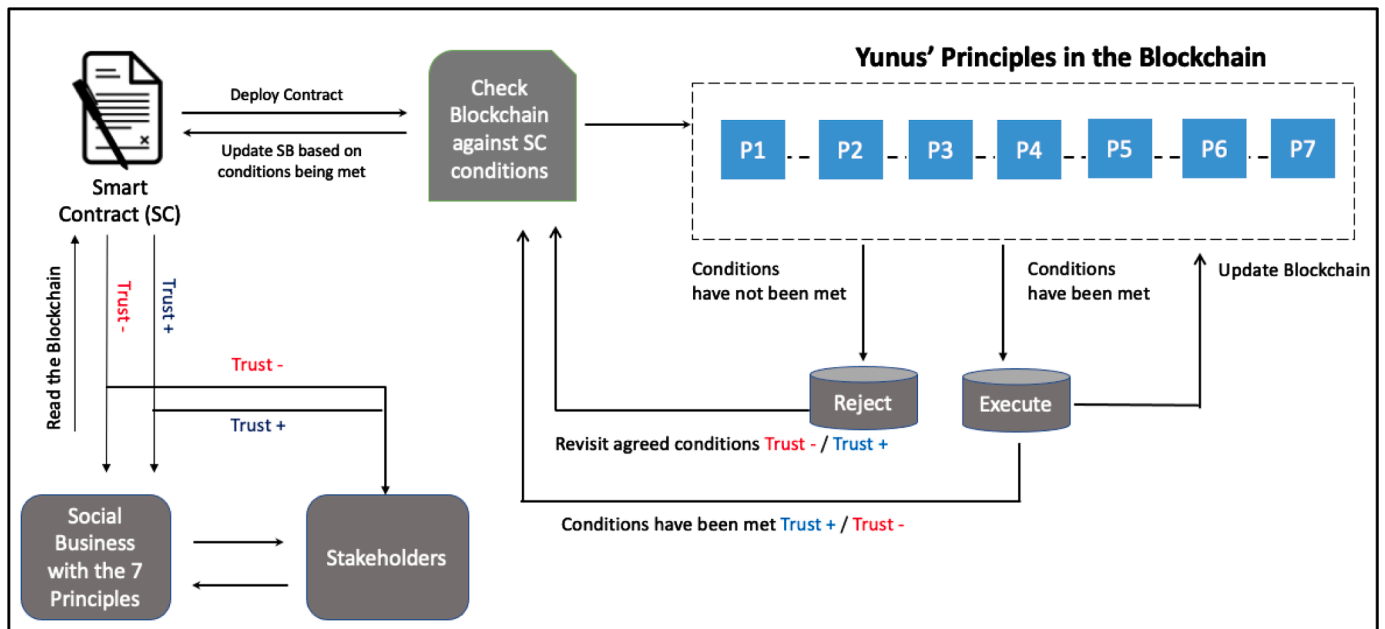 Yunus’ Principles in the Blockchain
Deploy Contract
Update SB based on
conditions being met
Check
Blockchain
against SC
conditions
P1
P2
P3
P4
P5
P6
P7
x
Smart
Contract (SC)
Read the Blockchain
Trust -
Trust +
Trust -
Trust +
Conditions
have not been met
Conditions
have been met
Update Blockchain
Reject
Execute
Revisit agreed conditions Trust - / Trust +
Conditions have been met Trust + / Trust -
Social
Business
with the 7
Principles
Stakeholders